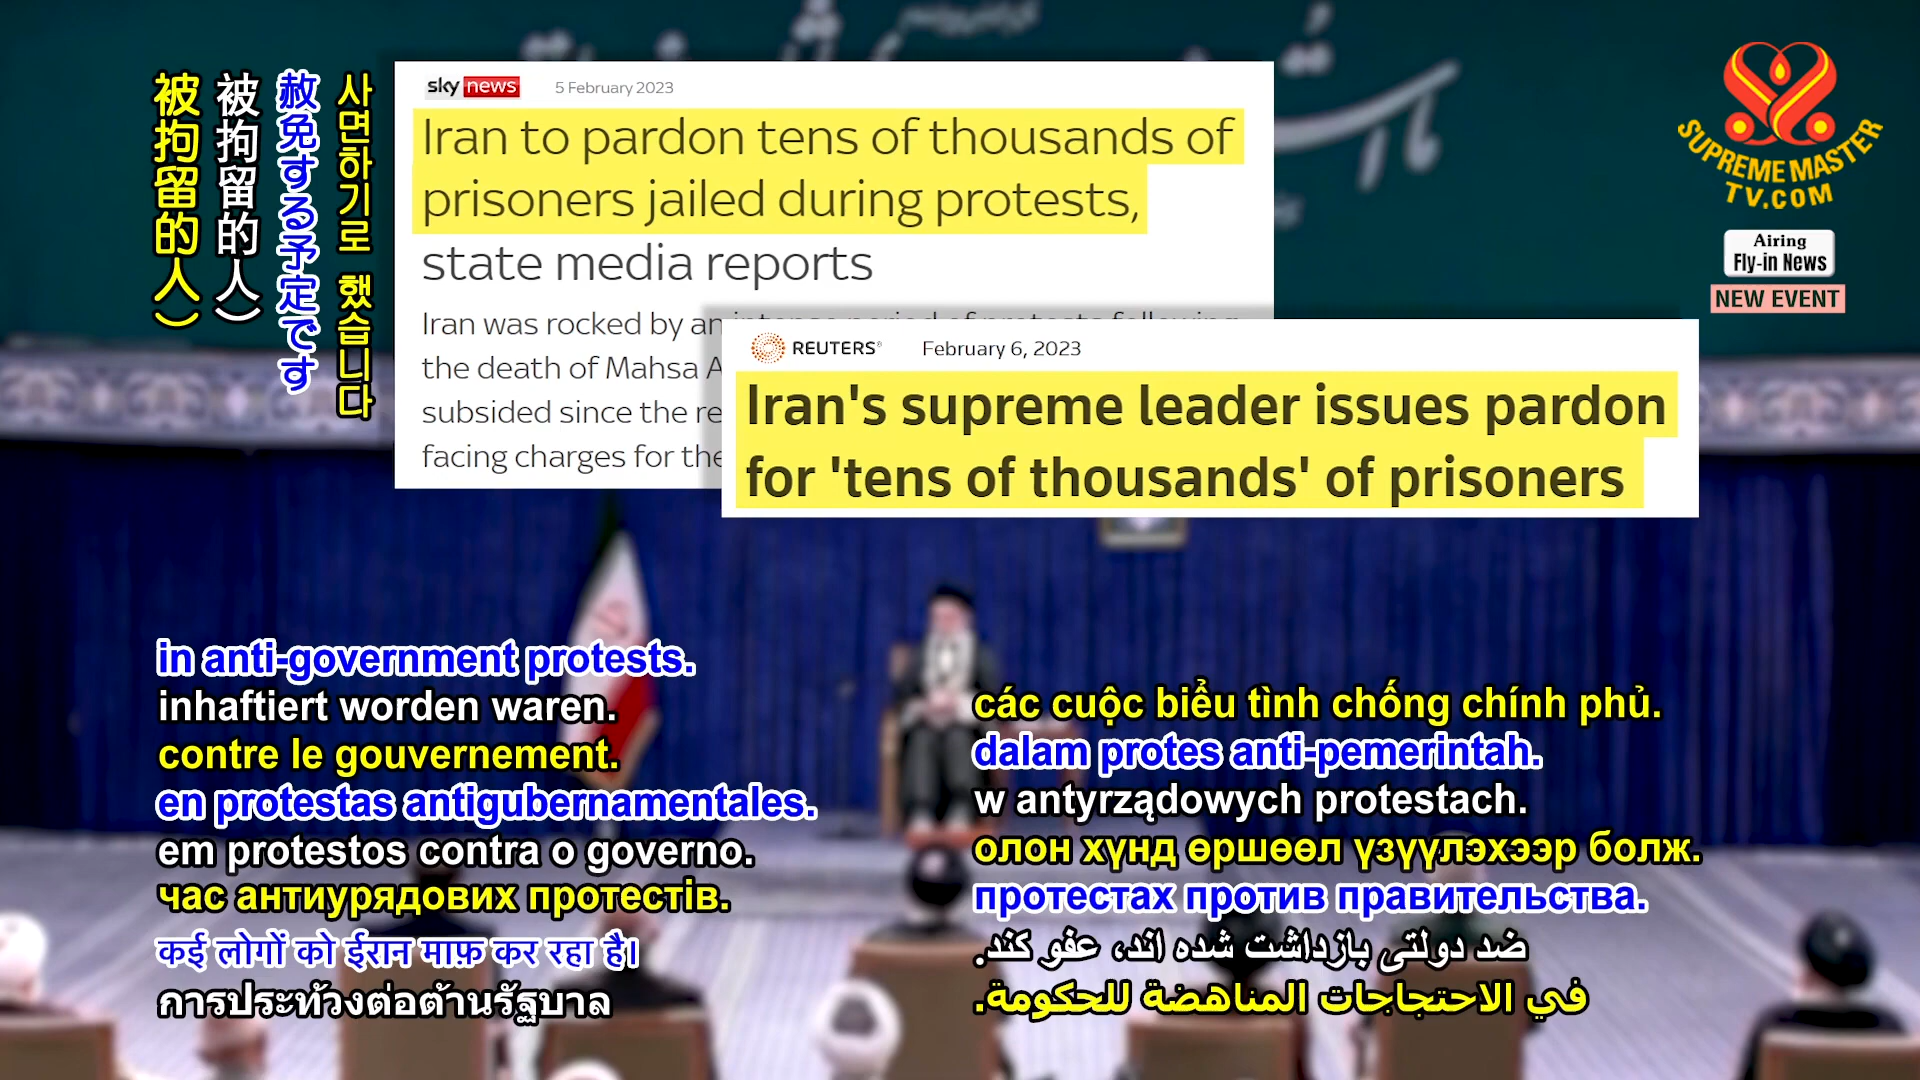 사면하기로 했습니다
赦免する予定です
被拘留的人）
被拘留的人）
sky news
5 February 2023
Iran to pardon tens of thousands of
prisoners jailed during protests,
state media reports
Iran was rocked by an
the death of Mahsa A
subsided since the re
facing charges for the
REUTERS®
February 6, 2023
Iran's supreme leader issues pardon
for 'tens of thousands' of prisoners
SUPREME MASTER
TV.COM
Airing
Fly-in News
NEW EVENT
in anti-government protests.
inhaftiert worden waren.
contre le gouvernement.
en protestas antigubernamentales.
em protestos contra o governo.
час антиурядових протестів.
कई लोगों को ईरान माफ़ कर रहा है।
การประท้วงต่อต้านรัฐบาล
các cuộc biểu tình chống chính phủ.
dalam protes anti-pemerintah.
w antyrządowych protestach.
олон хүнд өршөөл үзүүлэхээр болж.
протестах против правительства.
ضد دولتی بازداشت شده اند، عفو کند.
في الاحتجاجات المناهضة للحكومة.